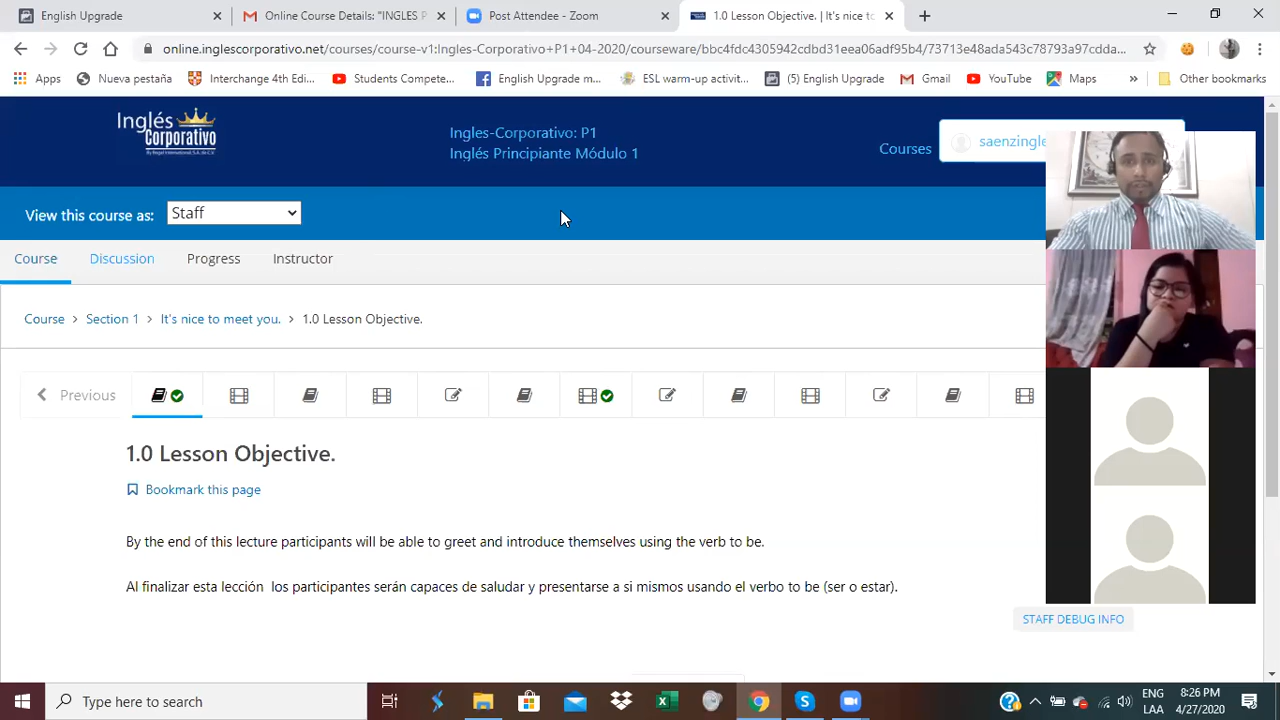 English Upgrade
Online Course Details: "INGLES P
Post Attendee - Zoom
1.0 Lesson Objective. | It's nice to
online.inglescorporativo.net/courses/course-v1:Ingles-Corporativo+P1+04-2020/courseware/bbc4fdc4305942cdbd31eea06adf95b4/73713e48ada543c78793a97cdda...
Apps
Nueva pestaña
Interchange 4th Edi...
Students Compete...
English Upgrade m...
ESL warm-up activit...
(5) English Upgrade
Gmail
YouTube
Maps
»
Other bookmarks
Inglés
Corporativo
Ingles-Corporativo: P1
Inglés Principiante Módulo 1
Courses
saenzingle
View this course as:
Staff
Course
Discussion
Progress
Instructor
Course > Section 1 > It's nice to meet you. > 1.0 Lesson Objective.
Previous
1.0 Lesson Objective.
Bookmark this page
By the end of this lecture participants will be able to greet and introduce themselves using the verb to be.
Al finalizar esta lección los participantes serán capaces de saludar y presentarse a si mismos usando el verbo to be (ser o estar).
STAFF DEBUG INFO
Type here to search
ENG
LAA
8:26 PM
4/27/2020